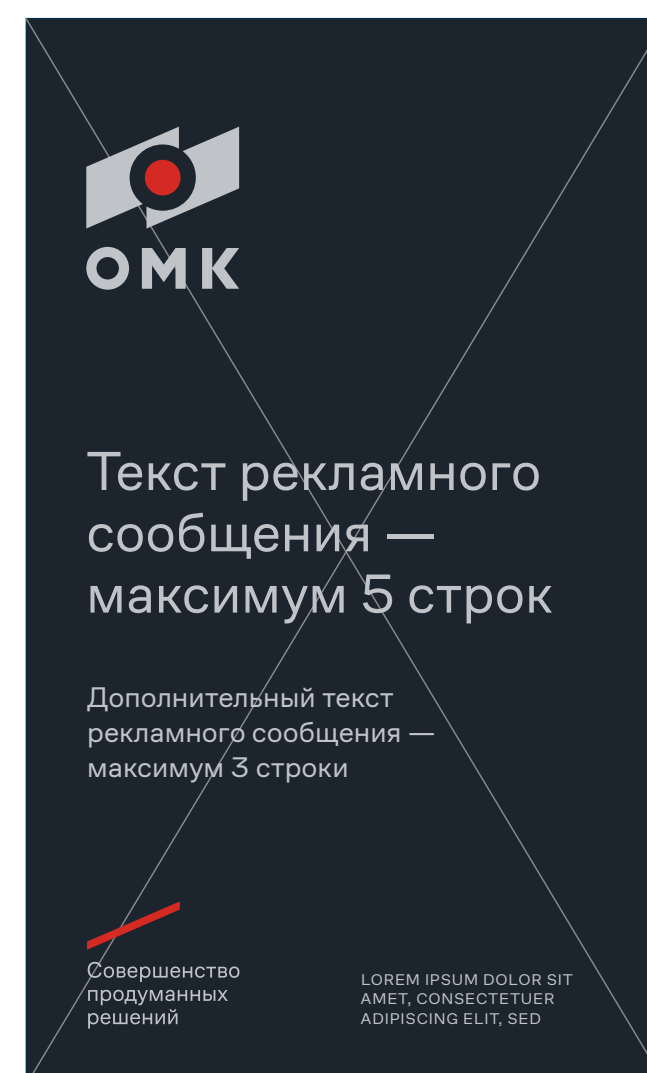 ОМК
Текст рекламного
сообщения —
максимум 5 строк
Дополнительный текст
рекламного сообщения —
максимум 3 строки
Совершенство
продуманных
решений
LOREM IPSUM DOLOR SIT
AMET, CONSECTETUER
ADIPISCING ELIT, SED